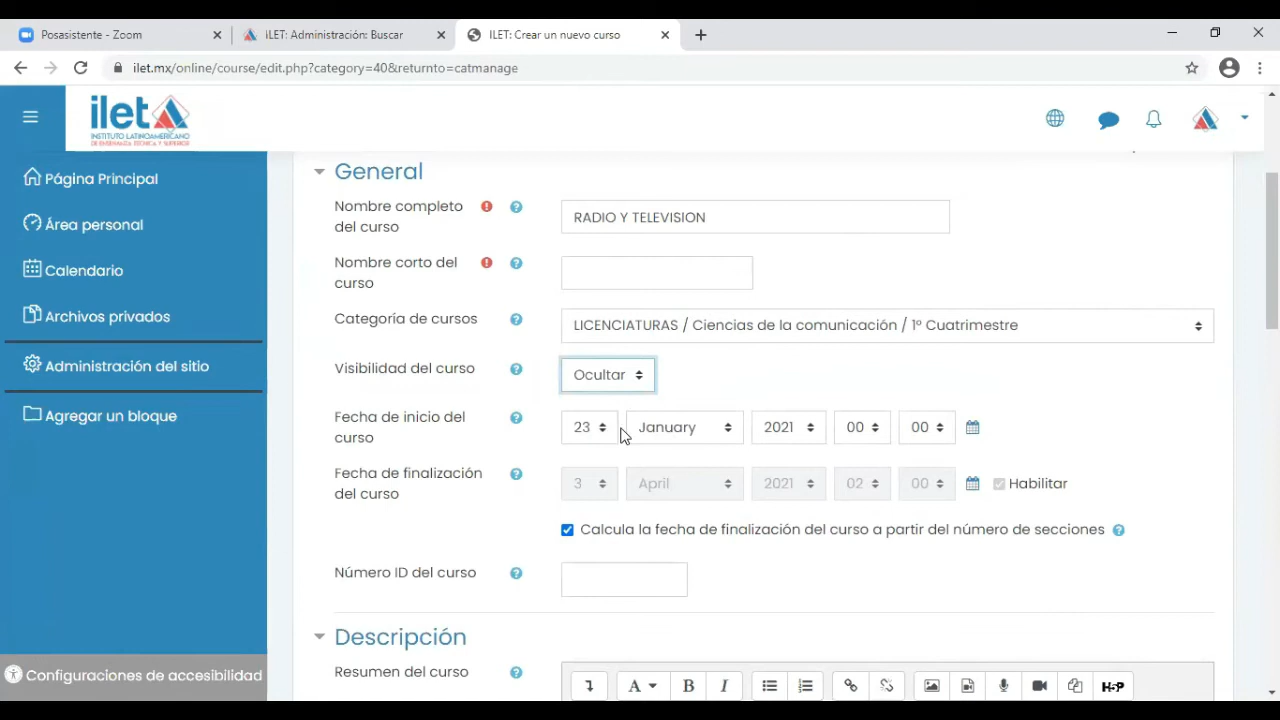 Posasistente - Zoom
ILET: Administración: Buscar
ILET: Crear un nuevo curso
ilet.mx/online/course/edit.php?category=40&returnto=catmanage
ilet
INSTITUTO LATINOAMERICANO
DE ENSEÑANZA TÉCNICA Y SUPERIOR
Página Principal
Área personal
Calendario
Archivos privados
Administración del sitio
Agregar un bloque
Configuraciones de accesibilidad
General
Nombre completo
del curso
RADIO Y TELEVISION
Nombre corto del
curso
Categoría de cursos
LICENCIATURAS / Ciencias de la comunicación / 1º Cuatrimestre
Visibilidad del curso
Ocultar
Fecha de inicio del
curso
23 January 2021 00 00
Fecha de finalización
del curso
3 April 2021 02 00 Habilitar
Calcula la fecha de finalización del curso a partir del número de secciones
Número ID del curso
Descripción
Resumen del curso
A B I H-P